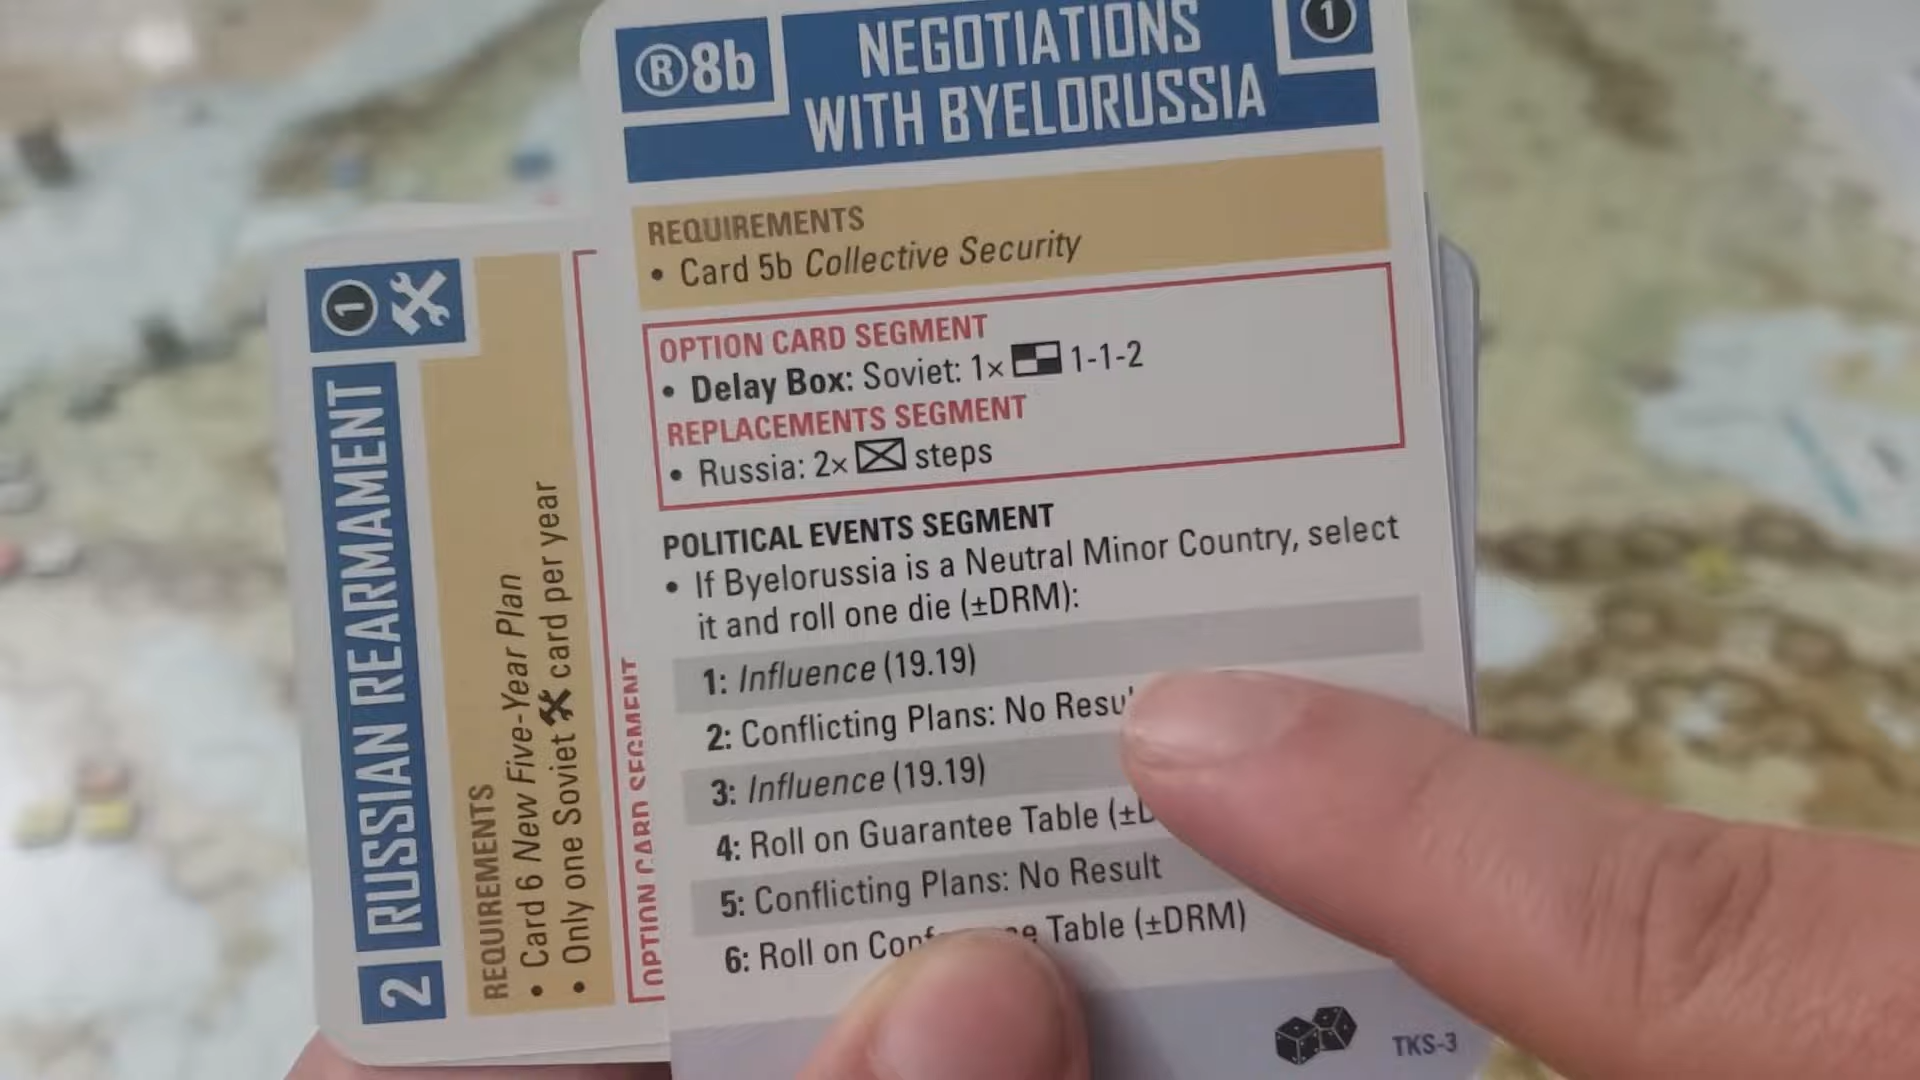 ®8b
NEGOTIATIONS
WITH BYELORUSSIA
1
REQUIREMENTS
• Card 5b Collective Security
OPTION CARD SEGMENT
• Delay Box: Soviet: 1× 1-1-2
REPLACEMENTS SEGMENT
• Russia: 2× steps
POLITICAL EVENTS SEGMENT
• If Byelorussia is a Neutral Minor Country, select
it and roll one die (±DRM):
1: Influence (19.19)
2: Conflicting Plans: No
3: Influence (19.19)
4: Roll on Guarantee Table
5: Conflicting Plans: No Result
6: Roll on Table (±DRM)
TKS-3
2 RUSSIAN REARMAMENT 1
REQUIREMENTS
• Card 6 New Five-Year Plan
• Only one Soviet card per year
OPTION CARD SEGMENT